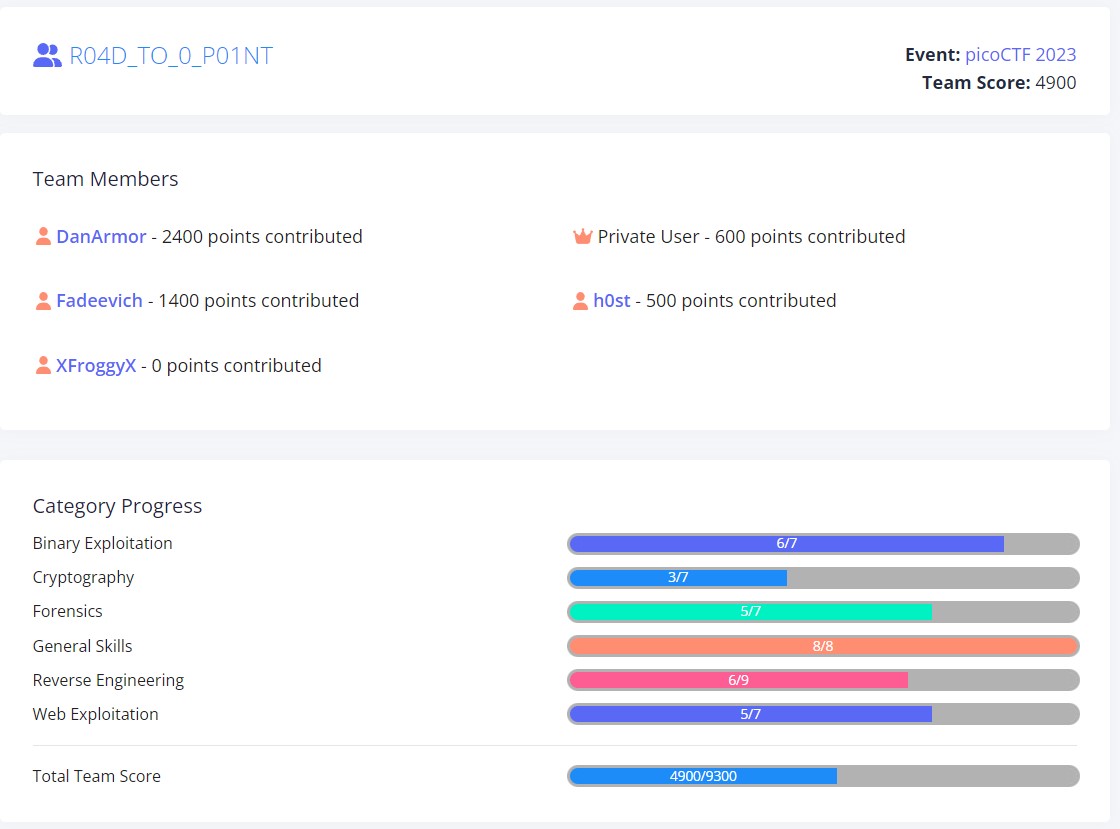 R04D_TO_0_P01NT
Event: picoCTF 2023
Team Score: 4900
Team Members
DanArmor - 2400 points contributed
Private User - 600 points contributed
Fadeevich - 1400 points contributed
h0st - 500 points contributed
XFroggyX - 0 points contributed
Category Progress
Binary Exploitation 6/7
Cryptography 3/7
Forensics 5/7
General Skills 8/8
Reverse Engineering 6/9
Web Exploitation 5/7
Total Team Score 4900/9300